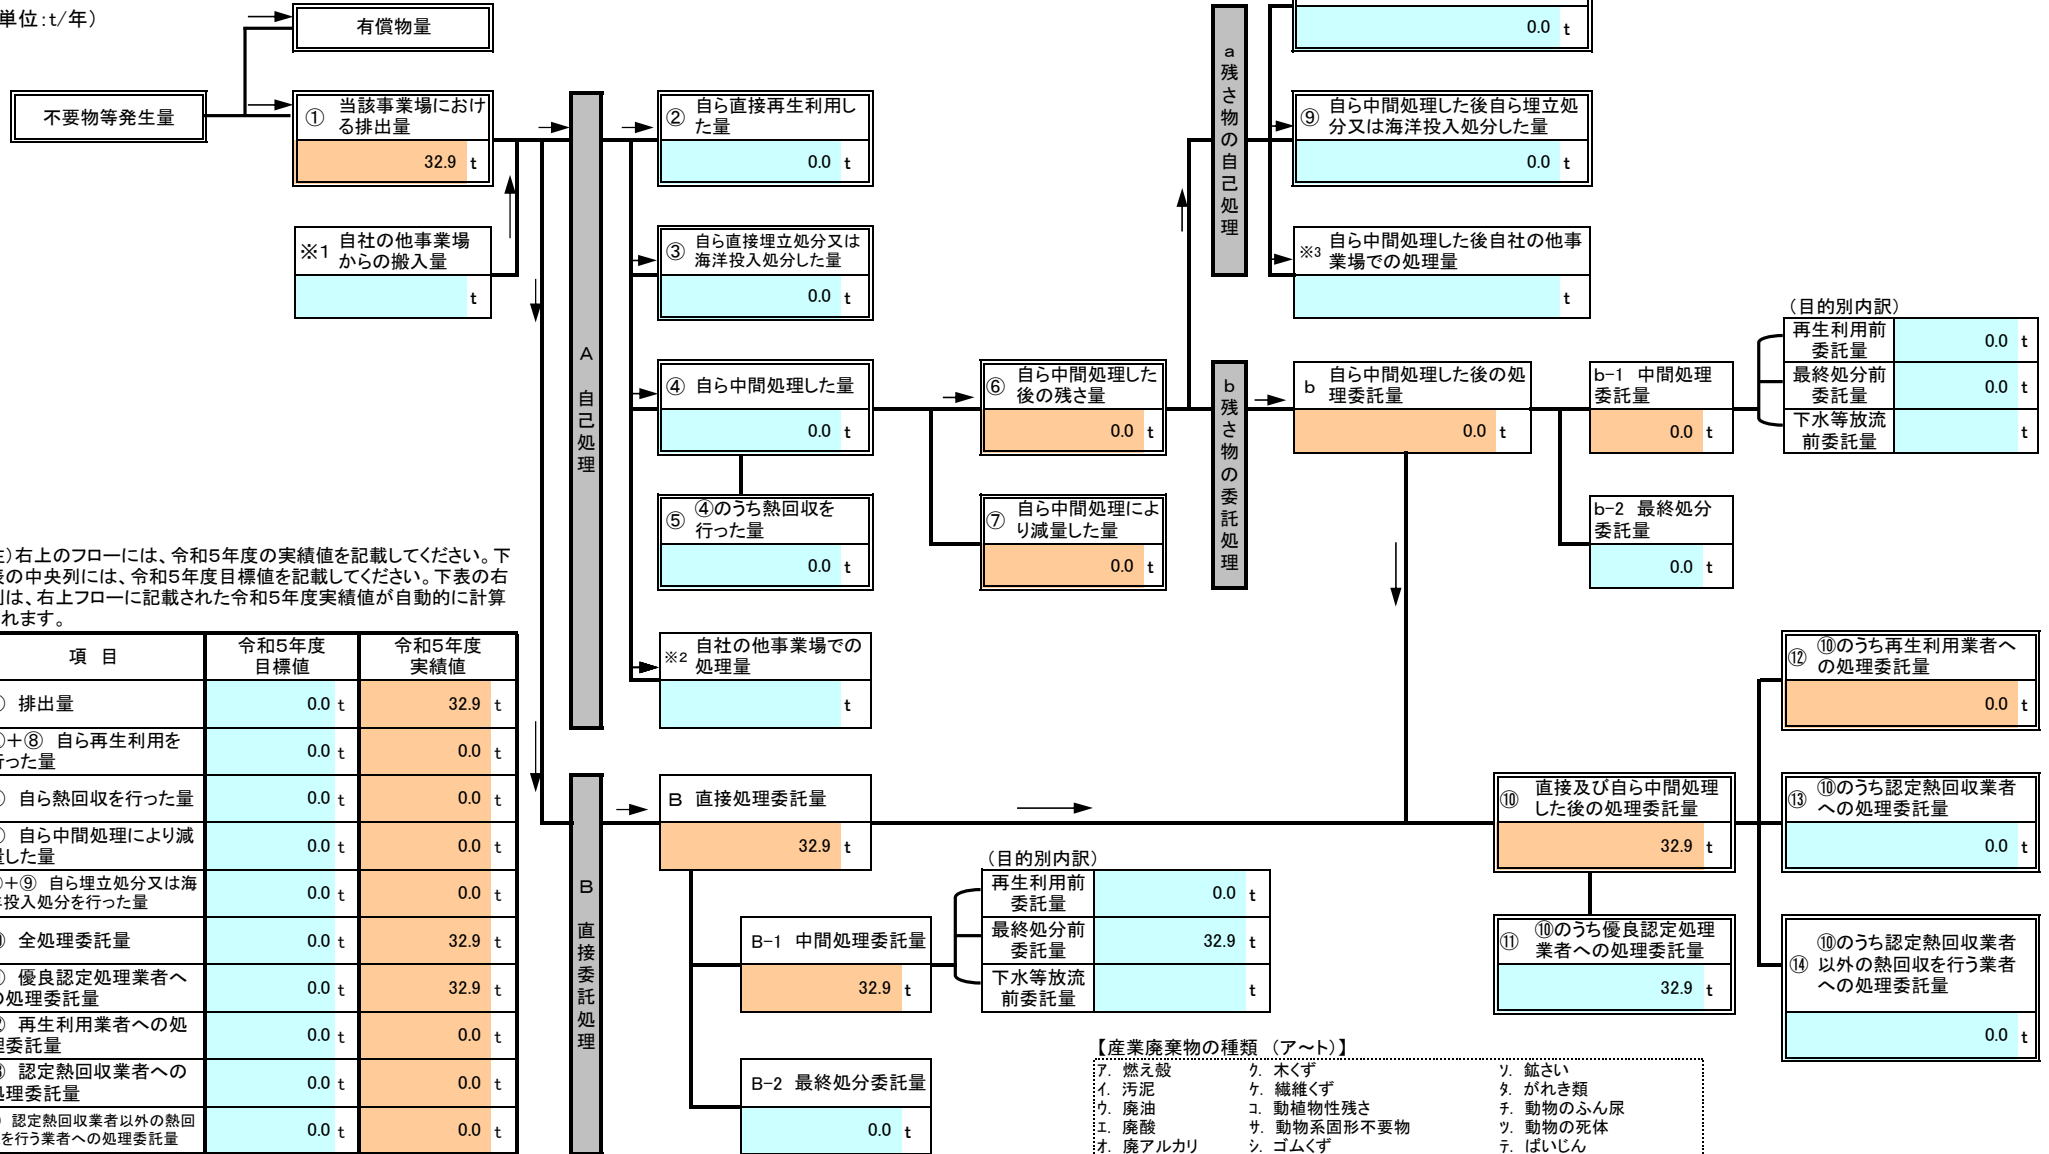 単位:t/年)
有償物量
不要物等発生量
① 当該事業場におけ
る排出量
32.9 t
※1 自社の他事業場
からの搬入量
t
A 自己処理
② 自ら直接再生利用し
た量
0.0 t
③ 自ら直接埋立処分又は
海洋投入処分した量
0.0 t
④ 自ら中間処理した量
0.0 t
⑤ ④のうち熱回収を
行った量
0.0 t
※2 自社の他事業場での
処理量
t
⑥ 自ら中間処理した
後の残さ量
0.0 t
⑦ 自ら中間処理によ
り減量した量
0.0 t
a 残さ物の自己処理
0.0 t
⑨ 自ら中間処理した後自ら埋立処
分又は海洋投入処分した量
0.0 t
※3 自ら中間処理した後自社の他事
業場での処理量
t
b 残さ物の委託処理
b 自ら中間処理した後の処
理委託量
0.0 t
b-1 中間処理
委託量
0.0 t
b-2 最終処分
委託量
0.0 t
(目的別内訳)
再生利用前
委託量
0.0 t
最終処分前
委託量
0.0 t
下水等放流
前委託量
t
)右上のフローには、令和5年度の実績値を記載してください。下
表の中央列には、令和5年度目標値を記載してください。下表の右
列は、右上フローに記載された令和5年度実績値が自動的に計算
れます。
項 目
令和5年度
目標値
令和5年度
実績値
排出量 0.0 t 32.9 t
+⑧ 自ら再生利用を
行った量
0.0 t 0.0 t
自ら熱回収を行った量 0.0 t 0.0 t
自ら中間処理により減
量した量
0.0 t 0.0 t
+⑨ 自ら埋立処分又は海
洋投入処分を行った量
0.0 t 0.0 t
全処理委託量 0.0 t 32.9 t
優良認定処理業者へ
の処理委託量
0.0 t 32.9 t
再生利用業者への処
理委託量
0.0 t 0.0 t
認定熱回収業者への
処理委託量
0.0 t 0.0 t
認定熱回収業者以外の熱回
を行う業者への処理委託量
0.0 t 0.0 t
B 直接委託処理
B 直接処理委託量
32.9 t
B-1 中間処理委託量
32.9 t
B-2 最終処分委託量
0.0 t
(目的別内訳)
再生利用前
委託量
0.0 t
最終処分前
委託量
32.9 t
下水等放流
前委託量
t
⑩ 直接及び自ら中間処理
した後の処理委託量
32.9 t
⑪ ⑩のうち優良認定処理
業者への処理委託量
32.9 t
⑫ ⑩のうち再生利用業者へ
の処理委託量
0.0 t
⑬ ⑩のうち認定熱回収業者
への処理委託量
0.0 t
⑭ ⑩のうち認定熱回収業者
以外の熱回収を行う業者
への処理委託量
0.0 t
【産業廃棄物の種類 (ア~ト)】
ア. 燃え殻 ク. 木くず ソ. 鉱さい
イ. 汚泥 ケ. 繊維くず タ. がれき類
ウ. 廃油 コ. 動植物性残さ チ. 動物のふん尿
エ. 廃酸 サ. 動物系固形不要物 ツ. 動物の死体
オ. 廃アルカリ シ. ゴムくず テ. ばいじん